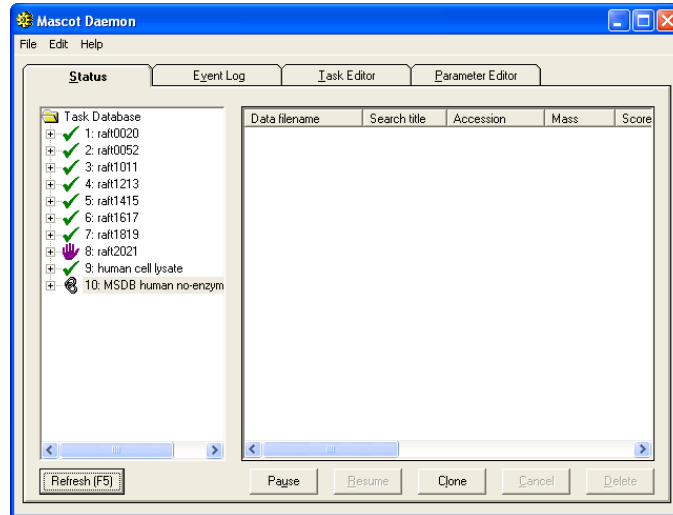 Mascot Daemon
File Edit Help
Status Event Log Task Editor Parameter Editor
Task Database
1: raft0020
2: raft0052
3: raft1011
4: raft1213
5: raft1415
6: raft1617
7: raft1819
8: raft2021
9: human cell lysate
10: MSDB human no-enzym
Data filename Search title Accession Mass Score
Refresh (F5) Pause Resume Clone Cancel Delete